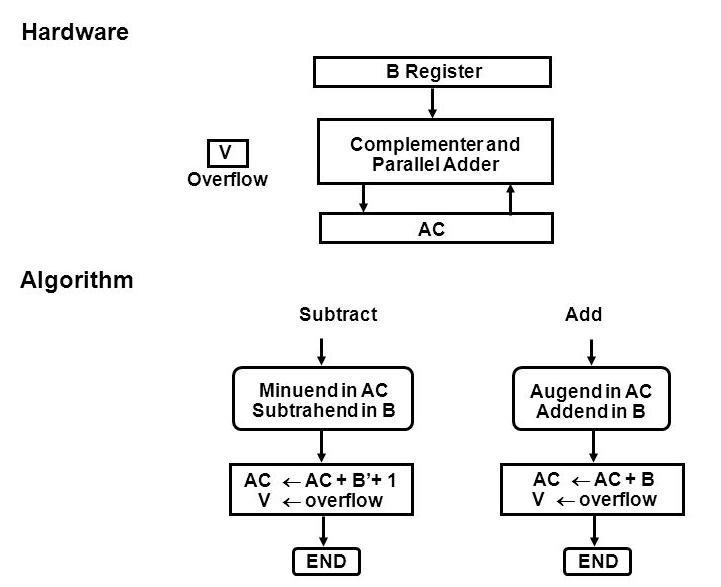 Hardware
B Register
Complementer and
Parallel Adder
V
Overflow
AC
Algorithm
Subtract
Add
Minuend in AC
Subtrahend in B
Augend in AC
Addend in B
AC ← AC + B’+ 1
V ← overflow
AC ← AC + B
V ← overflow
END
END